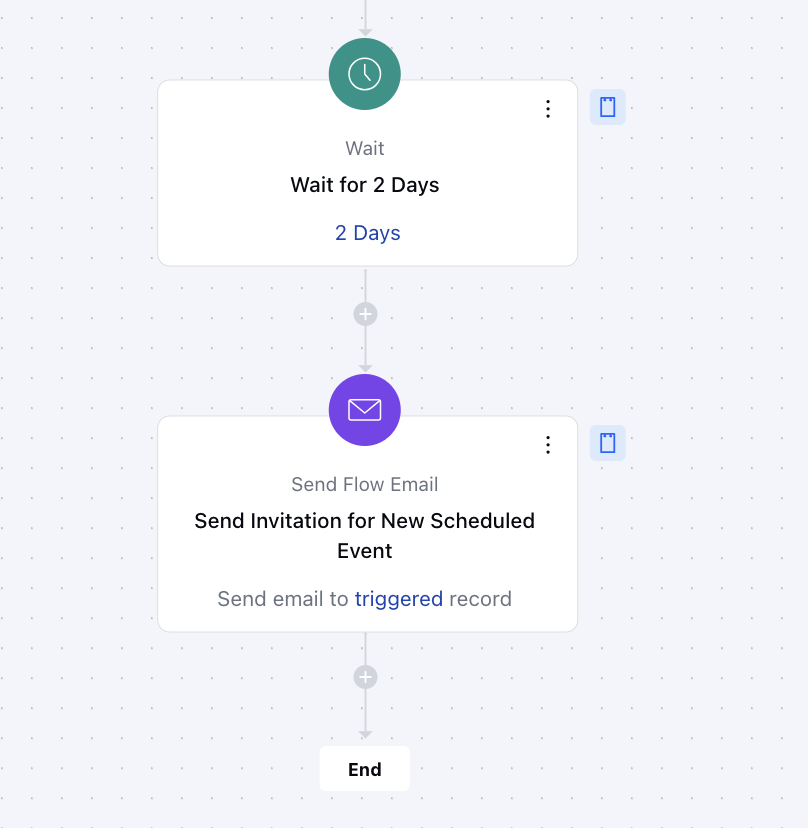 Wait
Wait for 2 Days
2 Days
Send Flow Email
Send Invitation for New Scheduled
Event
Send email to triggered record
End